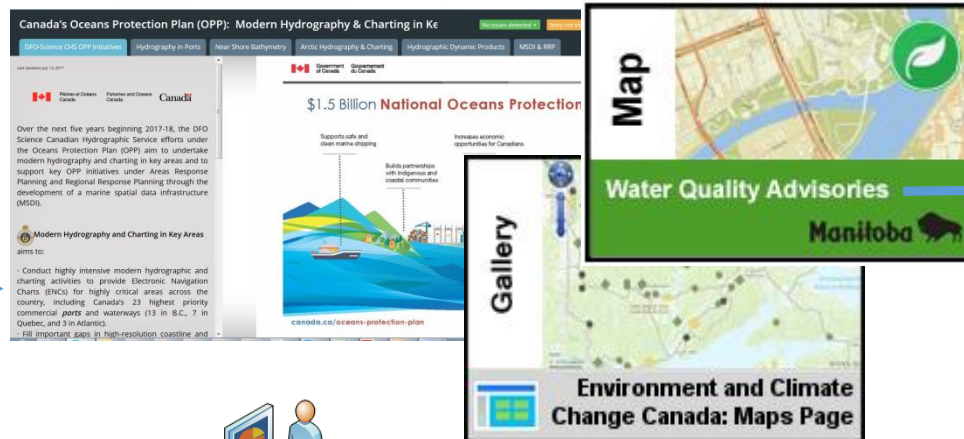 Canada's Oceans Protection Plan (OPP): Modern Hydrography & Charting in Ke
No issues detected
DFO-Science CHS OPP Initiatives
Hydrography in Ports
Near Shore Bathymetry
Arctic Hydrography & Charting
Hydrographic Dynamic Products
MSDI & RRP
Last Updated July 13, 2017
Pêches et Océans
Canada
Fisheries and Oceans
Canada
Canada
Over the next five years beginning 2017-18, the DFO
Science Canadian Hydrographic Service efforts under
the Oceans Protection Plan (OPP) aim to undertake
modern hydrography and charting in key areas and to
support key OPP initiatives under Areas Response
Planning and Regional Response Planning through the
development of a marine spatial data infrastructure
(MSDI).
Modern Hydrography and Charting in Key Areas
aims to:
· Conduct highly intensive modern hydrographic and
charting activities to provide Electronic Navigation
Charts (ENCs) for highly critical areas across the
country, including Canada's 23 highest priority
commercial ports and waterways (13 in B.C., 7 in
Quebec, and 3 in Atlantic).
· Fill important gaps in high-resolution coastline and
Government
of Canada
Gouvernement
du Canada
$1.5 Billion National Oceans Protection
Supports safe and
clean marine shipping
Increases economic
opportunities for Canadians
Builds partnerships
with Indigenous and
coastal communities
canada.ca/oceans-protection-plan
Map
Water Quality Advisories
Manitoba
Gallery
Environment and Climate
Change Canada: Maps Page